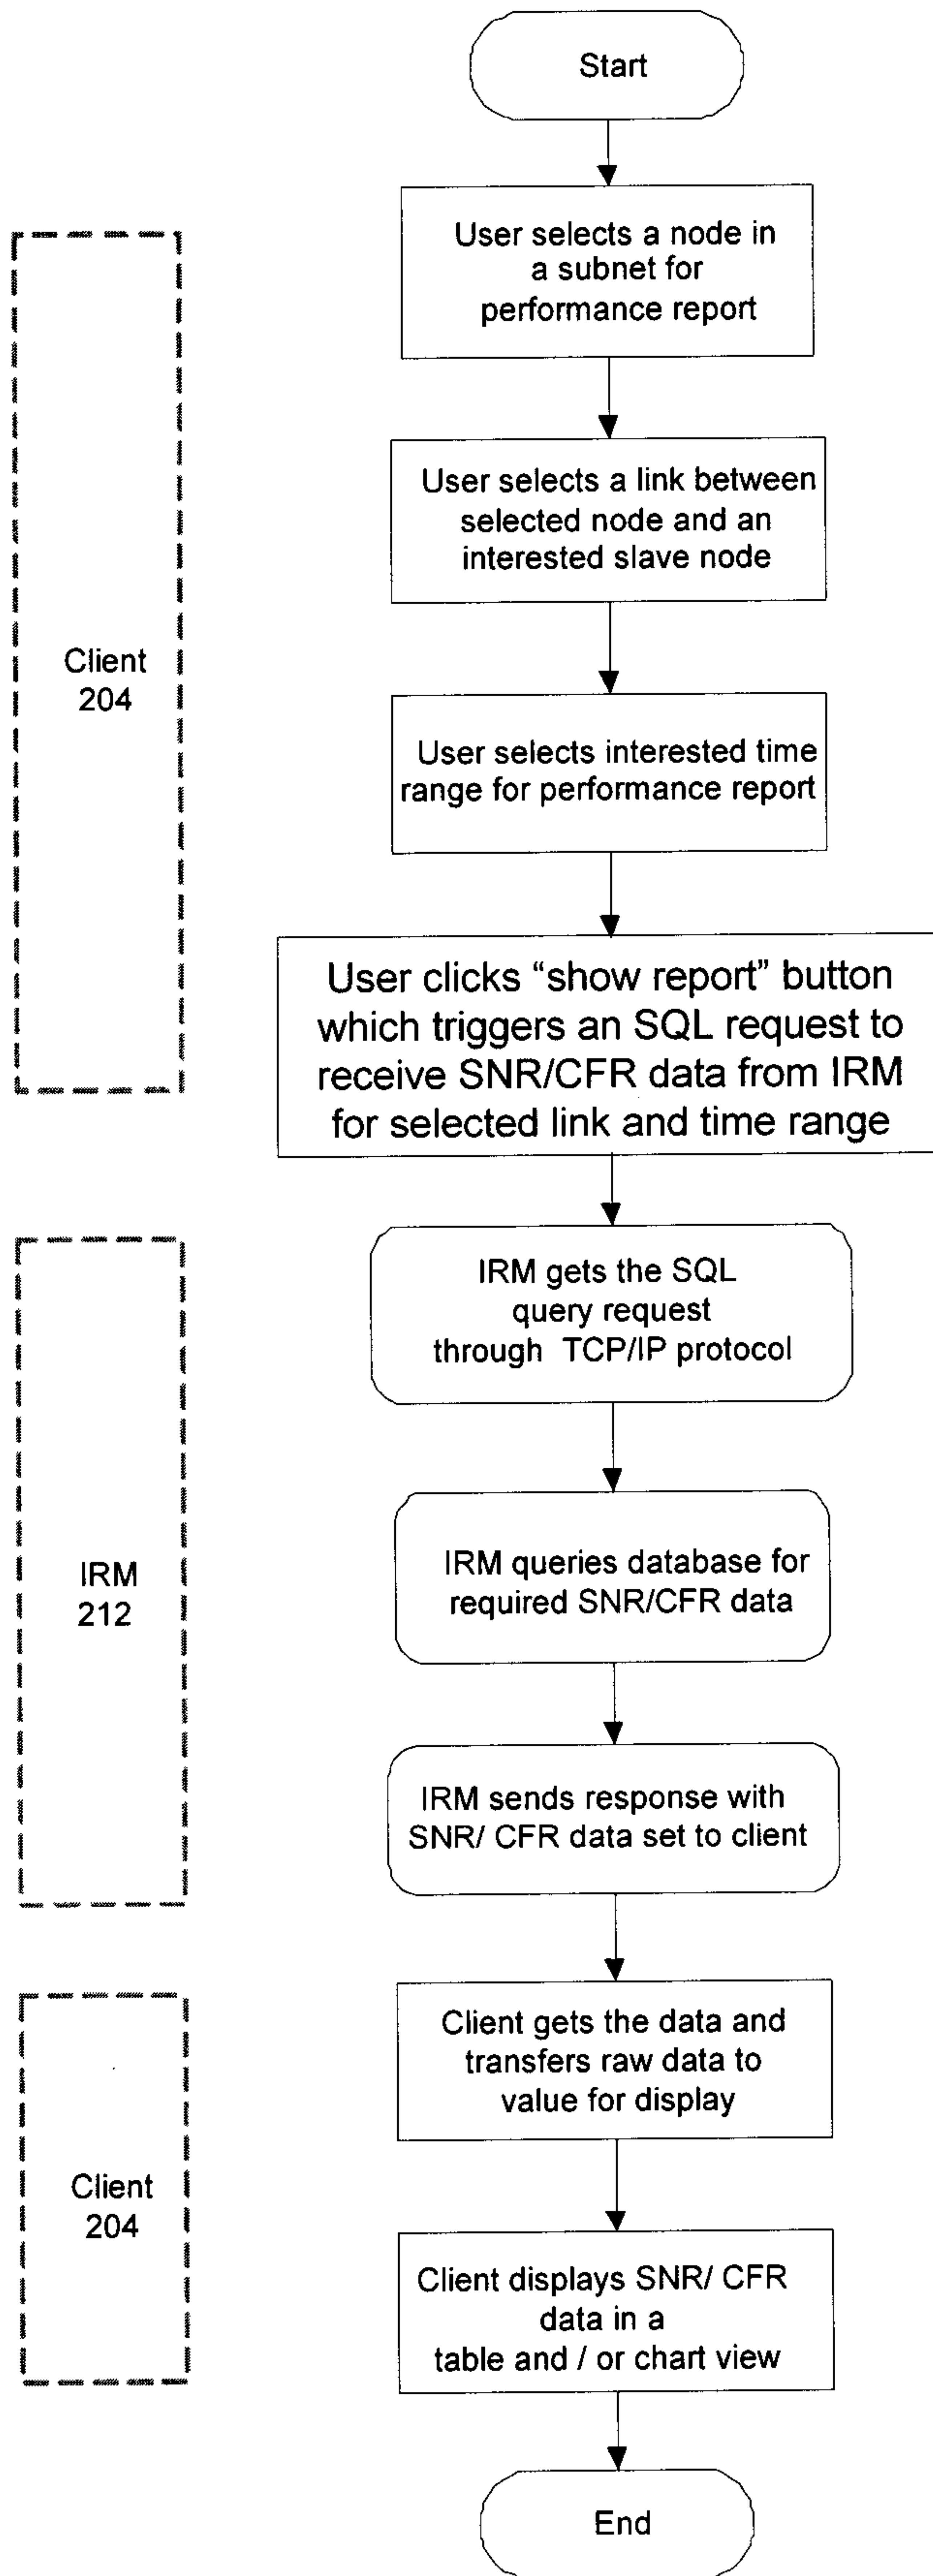 Start
User selects a node in
a subnet for
performance report
User selects a link between
selected node and an
interested slave node
Client
204
User selects interested time
range for performance report
User clicks “show report” button
which triggers an SQL request to
receive SNR/CFR data from IRM
for selected link and time range
IRM gets the SQL
query request
through TCP/IP protocol
IRM
212
IRM queries database for
required SNR/CFR data
IRM sends response with
SNR/ CFR data set to client
Client gets the data and
transfers raw data to
value for display
Client
204
Client displays SNR/ CFR
data in a
table and / or chart view
End